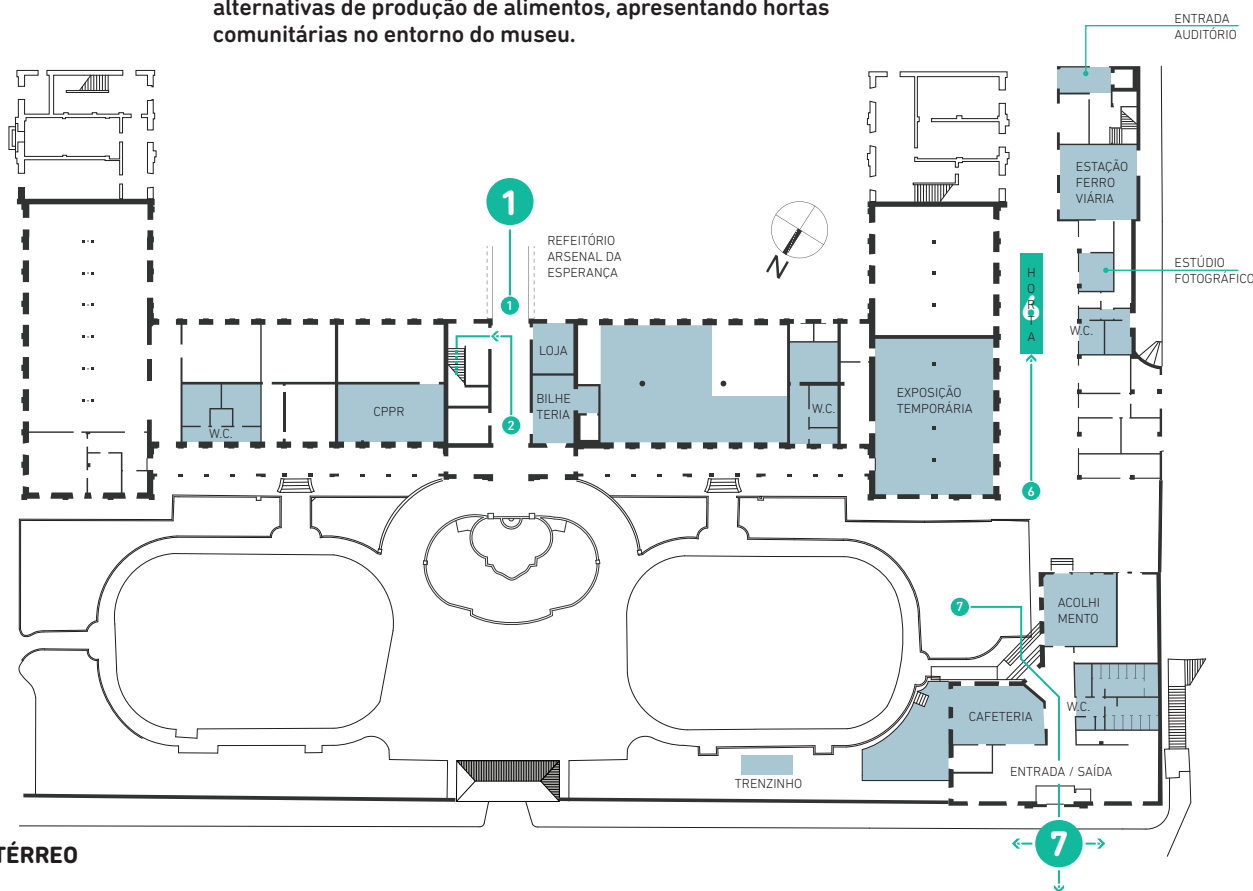 alternativas de produção de alimentos, apresentando hortas
comunitárias no entorno do museu.
ENTRADA
AUDITÓRIO
ESTAÇÃO
FERRO
VIÁRIA
1
REFEITÓRIO
ARSENAL DA
ESPERANÇA
N
ESTÚDIO
FOTOGRÁFICO
H
O
R
T
A
6
1
W.C.
LOJA
BILHE
TERIA
CPPR
W.C.
2
W.C.
EXPOSIÇÃO
TEMPORÁRIA
6
7
ACOLHI
MENTO
W.C.
CAFETERIA
TRENZINHO
ENTRADA / SAÍDA
7
TÉRREO